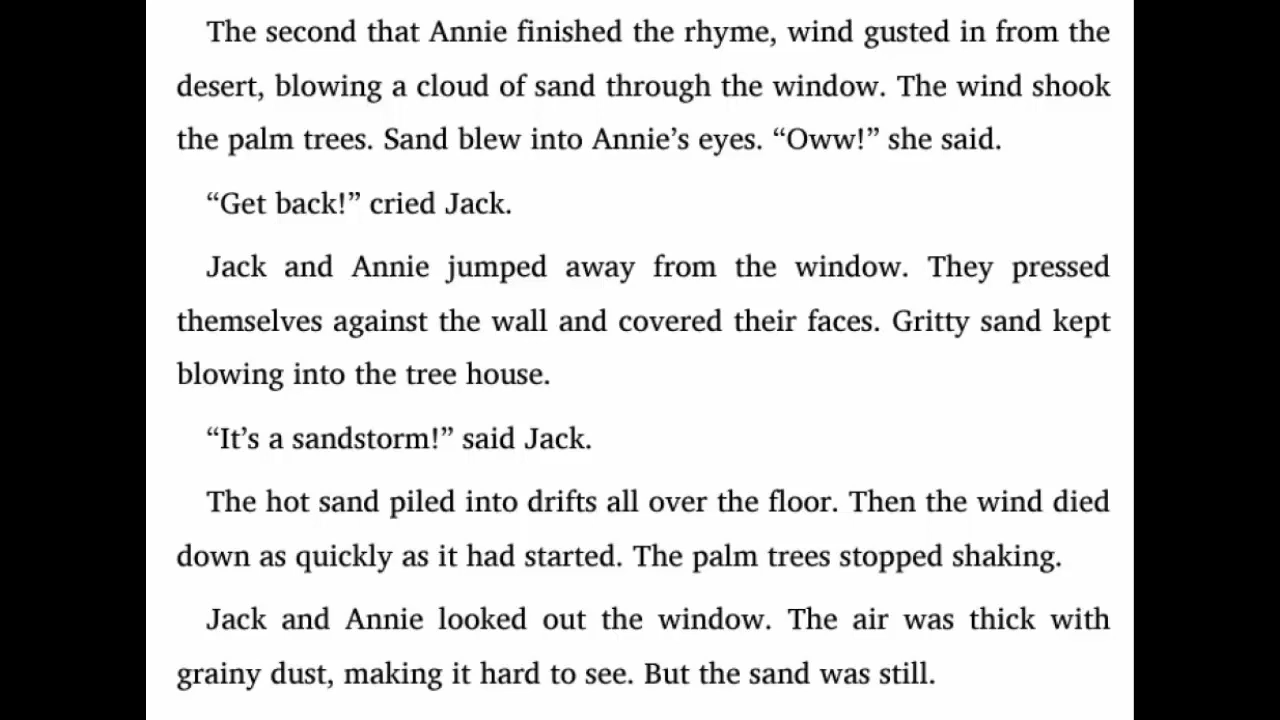 The second that Annie finished the rhyme, wind gusted in from the
desert, blowing a cloud of sand through the window. The wind shook
the palm trees. Sand blew into Annie’s eyes. “Oww!” she said.
“Get back!” cried Jack.
Jack and Annie jumped away from the window. They pressed
themselves against the wall and covered their faces. Gritty sand kept
blowing into the tree house.
“It’s a sandstorm!” said Jack.
The hot sand piled into drifts all over the floor. Then the wind died
down as quickly as it had started. The palm trees stopped shaking.
Jack and Annie looked out the window. The air was thick with
grainy dust, making it hard to see. But the sand was still.